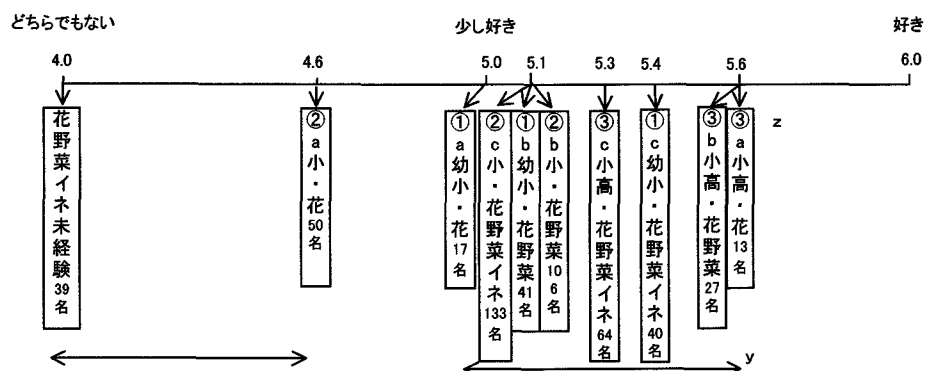 どちらでもない
少し好き
好き
4.0
4.6
5.0
5.1
5.3
5.4
5.6
6.0
花野菜イネ未経験39名
②a小・花50名
①a幼小・花17名
②c小・花野菜イネ133名
①b幼小・花野菜41名
②b小・花野菜106名
③c小高・花野菜イネ64名
①c幼小・花野菜イネ40名
③b小高・花野菜27名
③a小高・花13名
z
y